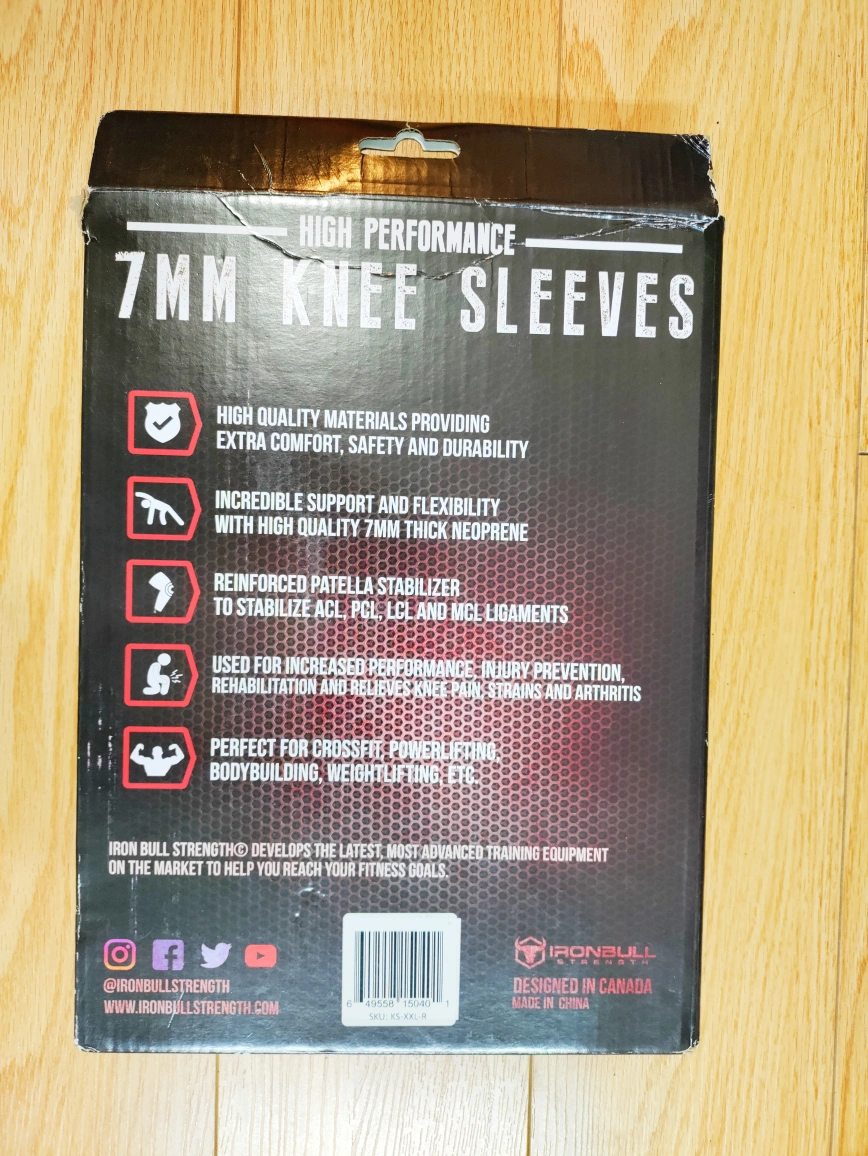 HIGH PERFORMANCE
7MM KNEE SLEEVES
HIGH QUALITY MATERIALS PROVIDING
EXTRA COMFORT, SAFETY AND DURABILITY
INCREDIBLE SUPPORT AND FLEXIBILITY
WITH HIGH QUALITY 7MM THICK NEOPRENE
REINFORCED PATELLA STABILIZER
TO STABILIZE ACL, PCL, LCL AND MCL LIGAMENTS
USED FOR INCREASED PERFORMANCE, INJURY PREVENTION,
REHABILITATION AND RELIEVES KNEE PAIN, STRAINS AND ARTHRITIS
PERFECT FOR CROSSFIT, POWERLIFTING,
BODYBUILDING, WEIGHTLIFTING, ETC.
IRON BULL STRENGTH© DEVELOPS THE LATEST, MOST ADVANCED TRAINING EQUIPMENT
ON THE MARKET TO HELP YOU REACH YOUR FITNESS GOALS.
@IRONBULLSTRENGTH
WWW.IRONBULLSTRENGTH.COM
6 49558 15040 1
SKU: KS-XXL-R
IRONBULL
STRENGTH
DESIGNED IN CANADA
MADE IN CHINA